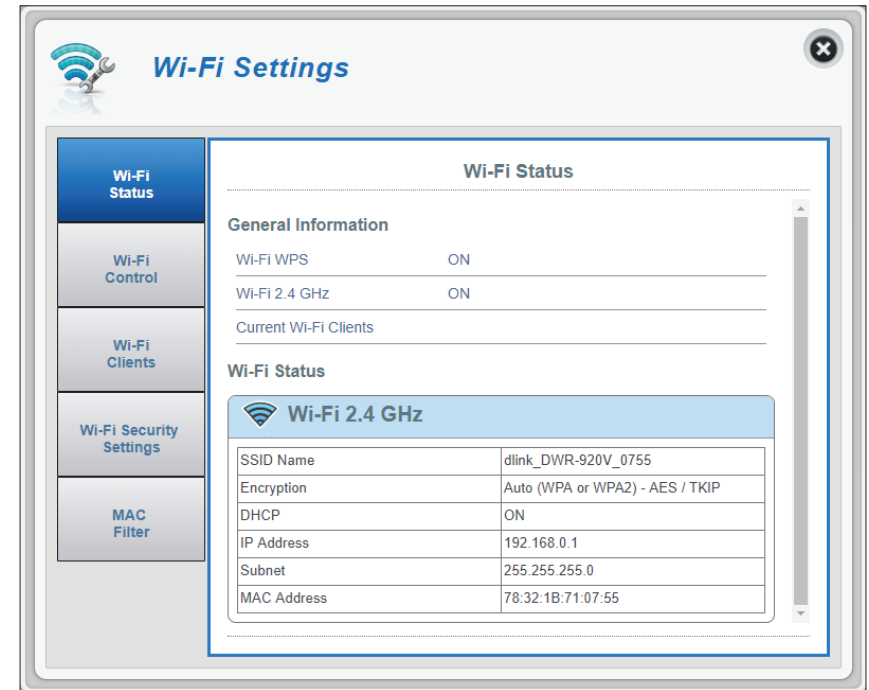 Wi-Fi Settings
Wi-Fi
Status
Wi-Fi
Control
Wi-Fi
Clients
Wi-Fi Security
Settings
MAC
Filter
Wi-Fi Status
General Information
Wi-Fi WPS ON
Wi-Fi 2.4 GHz ON
Current Wi-Fi Clients
Wi-Fi Status
Wi-Fi 2.4 GHz
SSID Name dlink_DWR-920V_0755
Encryption Auto (WPA or WPA2) - AES / TKIP
DHCP ON
IP Address 192.168.0.1
Subnet 255.255.255.0
MAC Address 78:32:1B:71:07:55